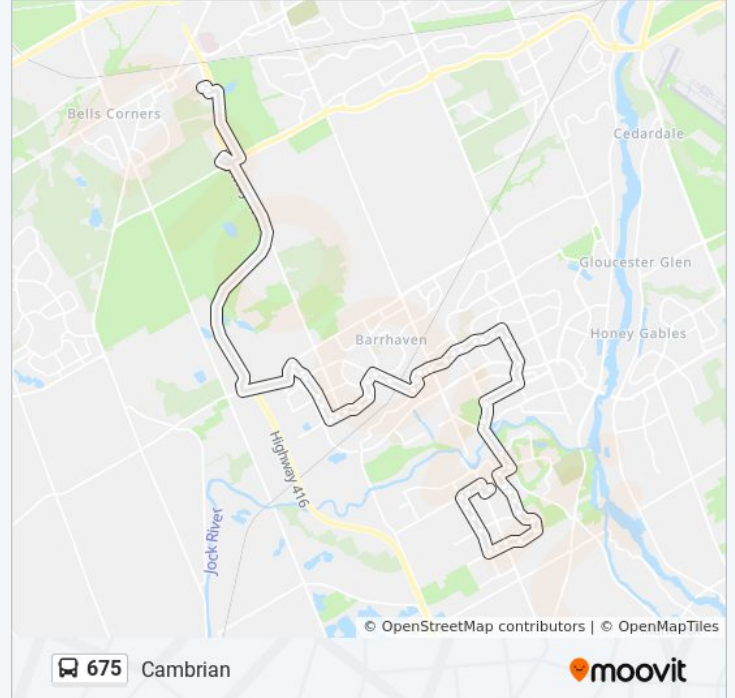 Bells Corners
Cedardale
Gloucester Glen
Honey Gables
Barrhaven
Highway 416
Jock River
© OpenStreetMap contributors | © OpenMapTiles
675 Cambrian
moovit